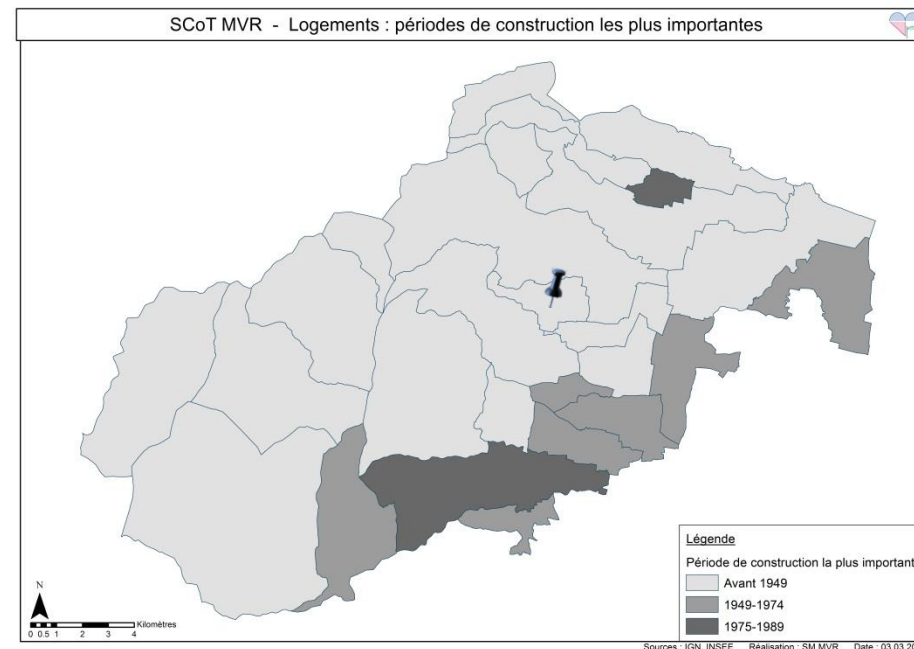 SCoT MVR - Logements : périodes de construction les plus importantes
N
0 0.5 1 2 3 4 Kilomètres
Légende
Période de construction la plus important
Avant 1949
1949-1974
1975-1989
Sources : IGN, INSEE Réalisation : SM MVR Date : 03.03.20